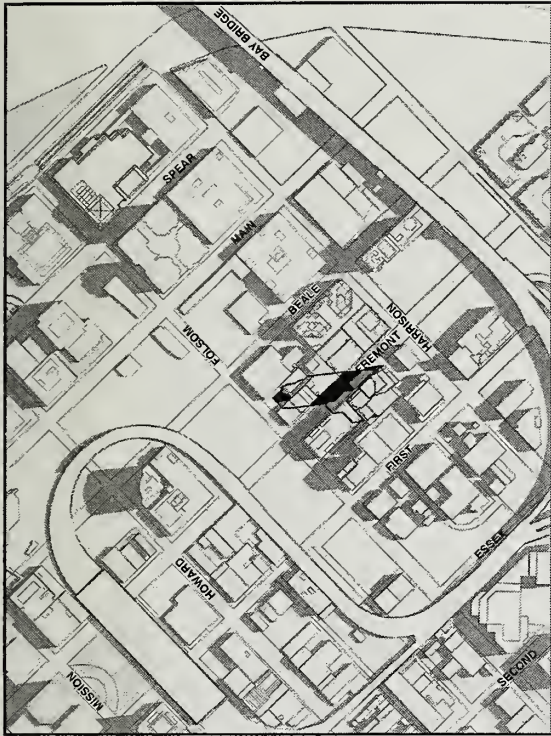 BAY BRIDGE
SPEAR
MAIN
BEALE
FOLSOM
FREMONT
HARRISON
FIRST
HOWARD
ESSEX
MISSION
SECOND